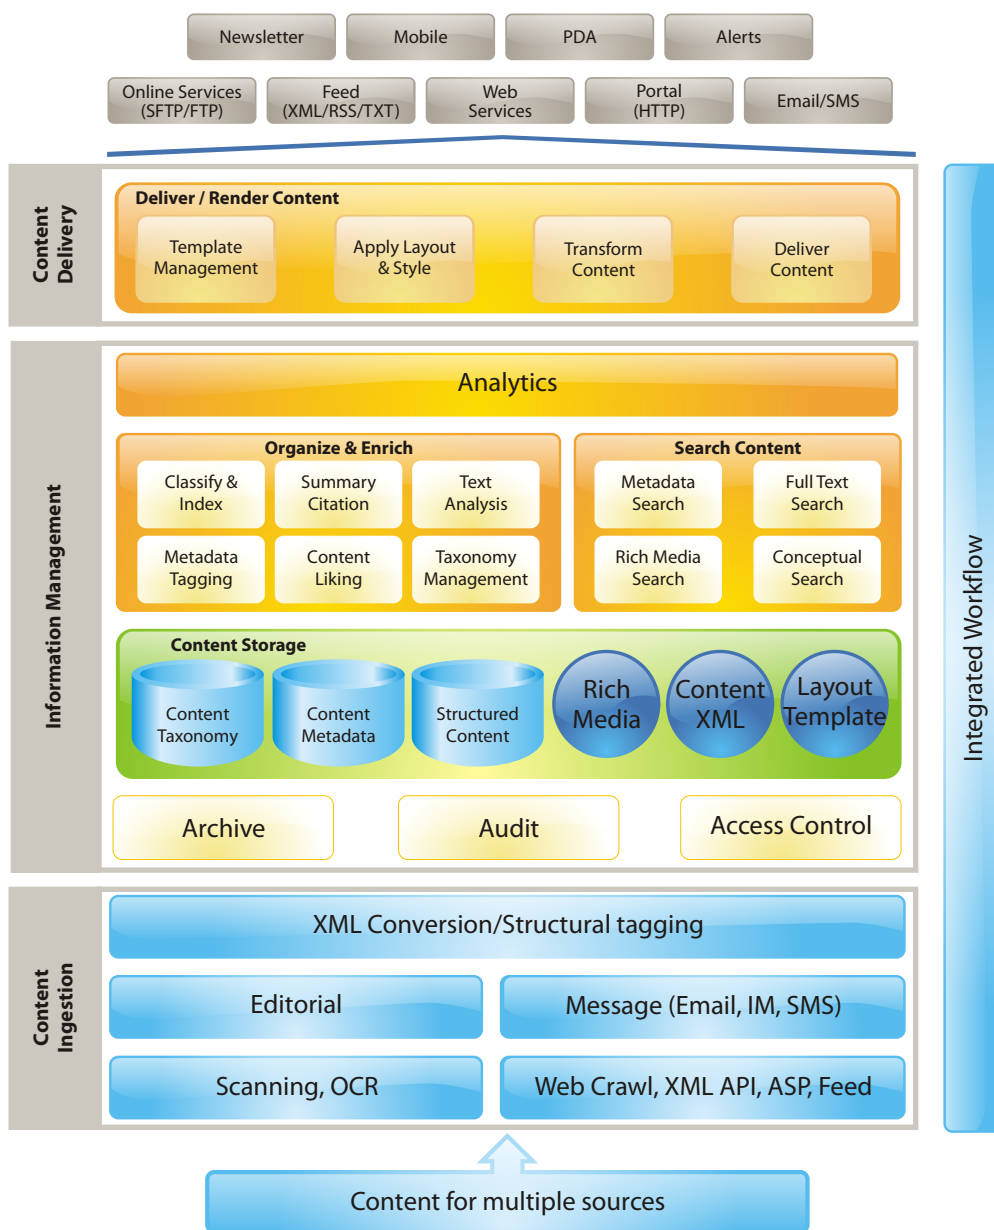 Newsletter
Mobile
PDA
Alerts
Online Services
(SFTP/FTP)
Feed
(XML/RSS/TXT)
Web
Services
Portal
(HTTP)
Email/SMS
Content
Delivery
Deliver / Render Content
Template
Management
Apply Layout
& Style
Transform
Content
Deliver
Content
Information Management
Analytics
Organize & Enrich
Classify &
Index
Summary
Citation
Text
Analysis
Metadata
Tagging
Content
Liking
Taxonomy
Management
Search Content
Metadata
Search
Full Text
Search
Rich Media
Search
Conceptual
Search
Content Storage
Content
Taxonomy
Content
Metadata
Structured
Content
Rich
Media
Content
XML
Layout
Template
Archive
Audit
Access Control
Content
Ingestion
XML Conversion/Structural tagging
Editorial
Message (Email, IM, SMS)
Scanning, OCR
Web Crawl, XML API, ASP, Feed
Content for multiple sources
Integrated Workflow